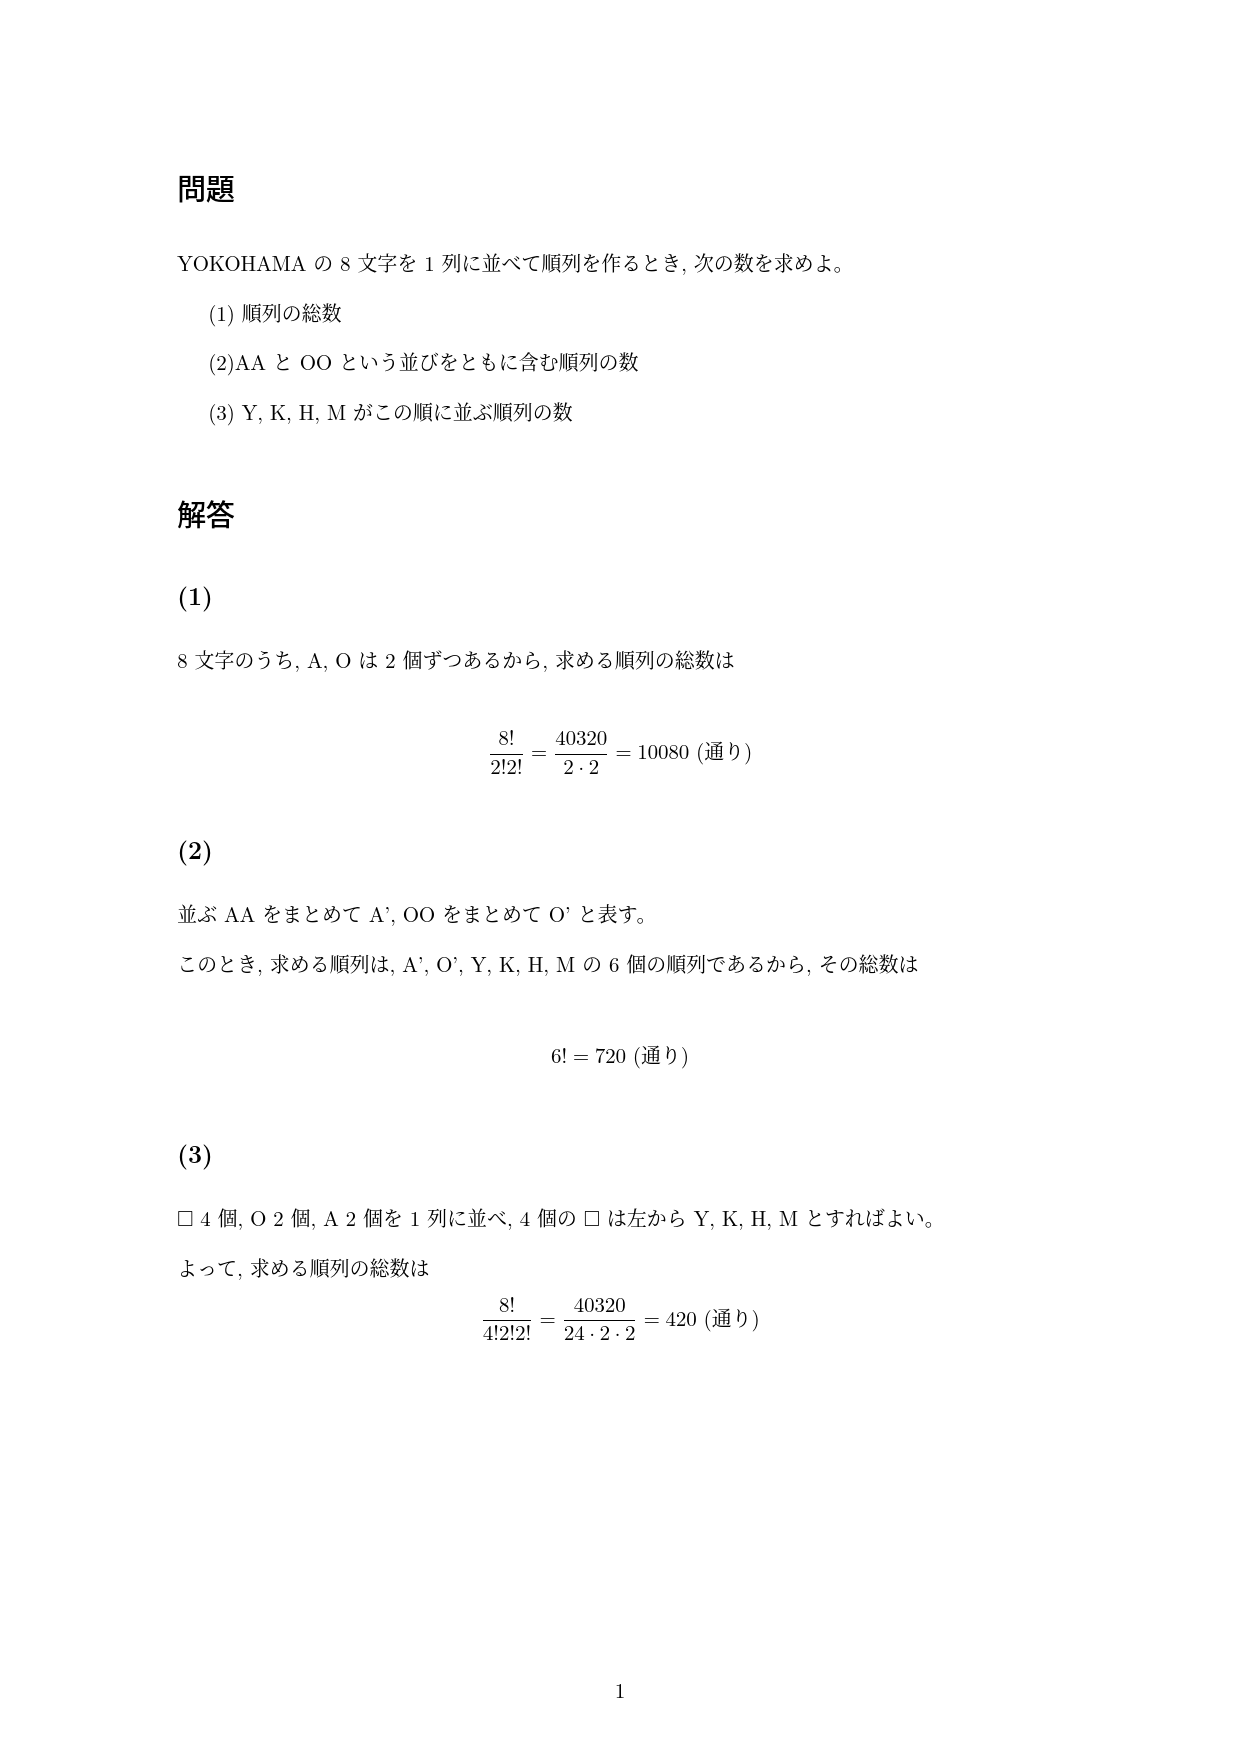 問題
YOKOHAMA の 8 文字を 1 列に並べて順列を作るとき, 次の数を求めよ。
(1) 順列の総数
(2)AA と OO という並びをともに含む順列の数
(3) Y, K, H, M がこの順に並ぶ順列の数
解答
(1)
8 文字のうち, A, O は 2 個ずつあるから, 求める順列の総数は
8!/2!2! = 40320/2·2 = 10080 (通り)
(2)
並ぶ AA をまとめて A’, OO をまとめて O’ と表す。
このとき, 求める順列は, A’, O’, Y, K, H, M の 6 個の順列であるから, その総数は
6! = 720 (通り)
(3)
□ 4 個, O 2 個, A 2 個を 1 列に並べ, 4 個の □ は左から Y, K, H, M とすればよい。
よって, 求める順列の総数は
8!/4!2!2! = 40320/24·2·2 = 420 (通り)
1